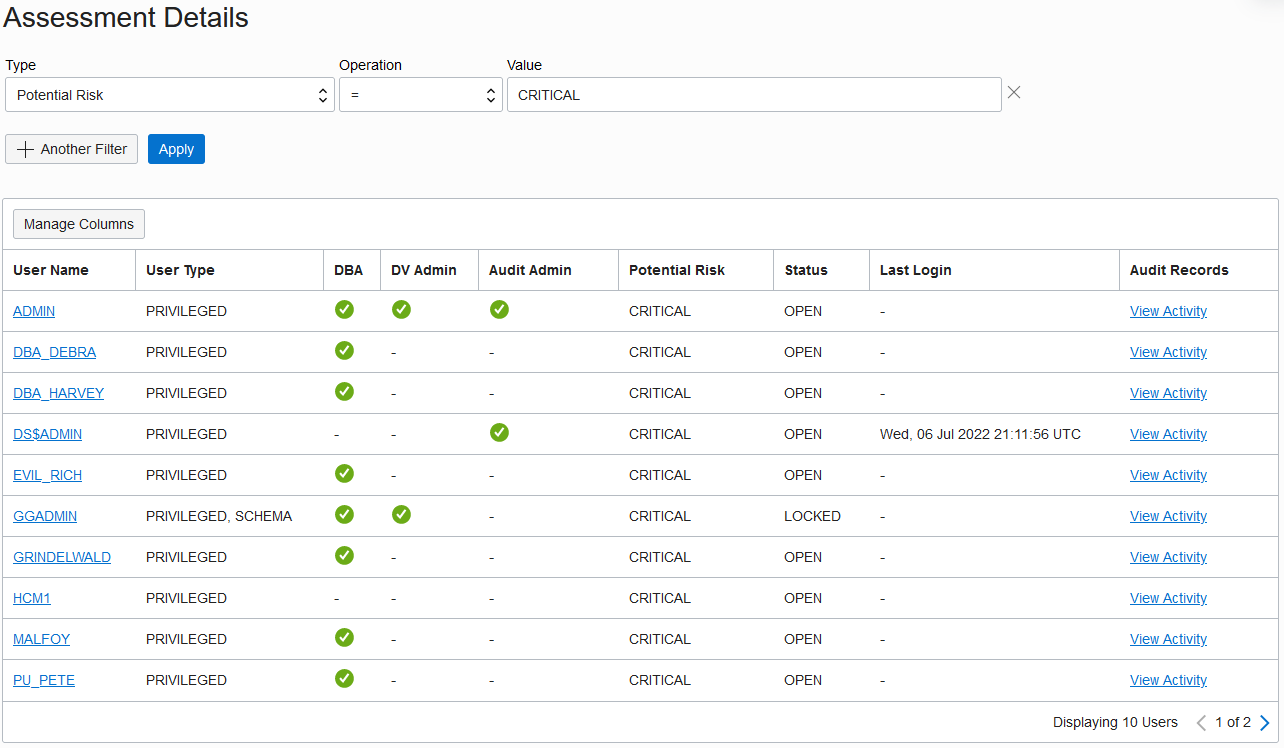 Assessment Details
Type Operation Value
Potential Risk = CRITICAL
Another Filter Apply
Manage Columns
User Name User Type DBA DV Admin Audit Admin Potential Risk Status Last Login Audit Records
ADMIN PRIVILEGED CRITICAL OPEN - View Activity
DBA_DEBRA PRIVILEGED - - CRITICAL OPEN - View Activity
DBA_HARVEY PRIVILEGED - - CRITICAL OPEN - View Activity
DS$ADMIN PRIVILEGED - - CRITICAL OPEN Wed, 06 Jul 2022 21:11:56 UTC View Activity
EVIL_RICH PRIVILEGED - - CRITICAL OPEN - View Activity
GGADMIN PRIVILEGED, SCHEMA - CRITICAL LOCKED - View Activity
GRINDELWALD PRIVILEGED - - CRITICAL OPEN - View Activity
HCM1 PRIVILEGED - - - CRITICAL OPEN - View Activity
MALFOY PRIVILEGED - - CRITICAL OPEN - View Activity
PU_PETE PRIVILEGED - - CRITICAL OPEN - View Activity
Displaying 10 Users 1 of 2